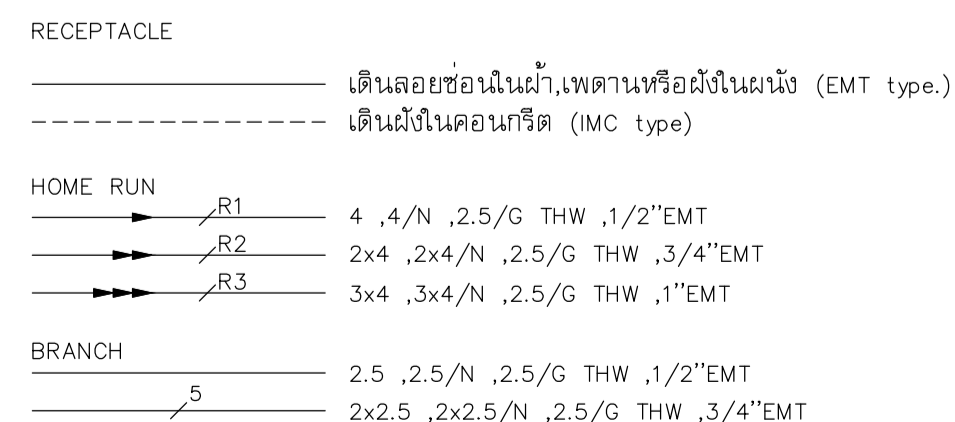 RECEPTACLE
เดินลอยซ่อนในฝ้า,เพดานหรือฝังในผนัง (EMT type.)
เดินฝังในคอนกรีต (IMC type)
HOME RUN
R1 4 ,4/N ,2.5/G THW ,1/2’’EMT
R2 2x4 ,2x4/N ,2.5/G THW ,3/4’’EMT
R3 3x4 ,3x4/N ,2.5/G THW ,1’’EMT
BRANCH
2.5 ,2.5/N ,2.5/G THW ,1/2’’EMT
5 2x2.5 ,2x2.5/N ,2.5/G THW ,3/4’’EMT